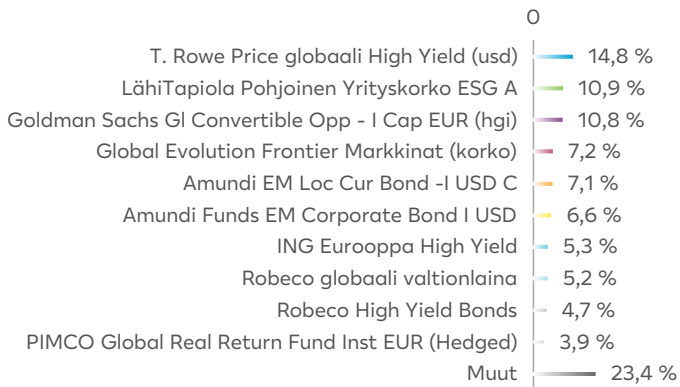 0
T. Rowe Price globaali High Yield (usd) 14,8 %
LähiTapiola Pohjoinen Yrityskorko ESG A 10,9 %
Goldman Sachs Gl Convertible Opp - I Cap EUR (hgi) 10,8 %
Global Evolution Frontier Markkinat (korko) 7,2 %
Amundi EM Loc Cur Bond -I USD C 7,1 %
Amundi Funds EM Corporate Bond I USD 6,6 %
ING Eurooppa High Yield 5,3 %
Robeco globaali valtionlaina 5,2 %
Robeco High Yield Bonds 4,7 %
PIMCO Global Real Return Fund Inst EUR (Hedged) 3,9 %
Muut 23,4 %